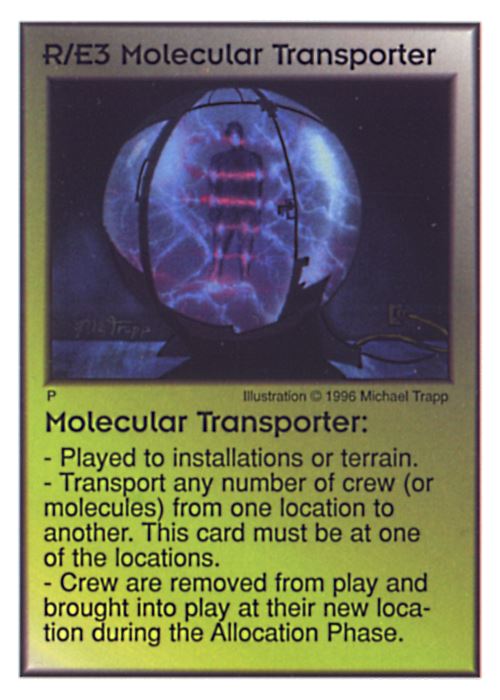 R/E3 Molecular Transporter
P
Illustration © 1996 Michael Trapp
Molecular Transporter:
- Played to installations or terrain.
- Transport any number of crew (or
molecules) from one location to
another. This card must be at one
of the locations.
- Crew are removed from play and
brought into play at their new loca-
tion during the Allocation Phase.